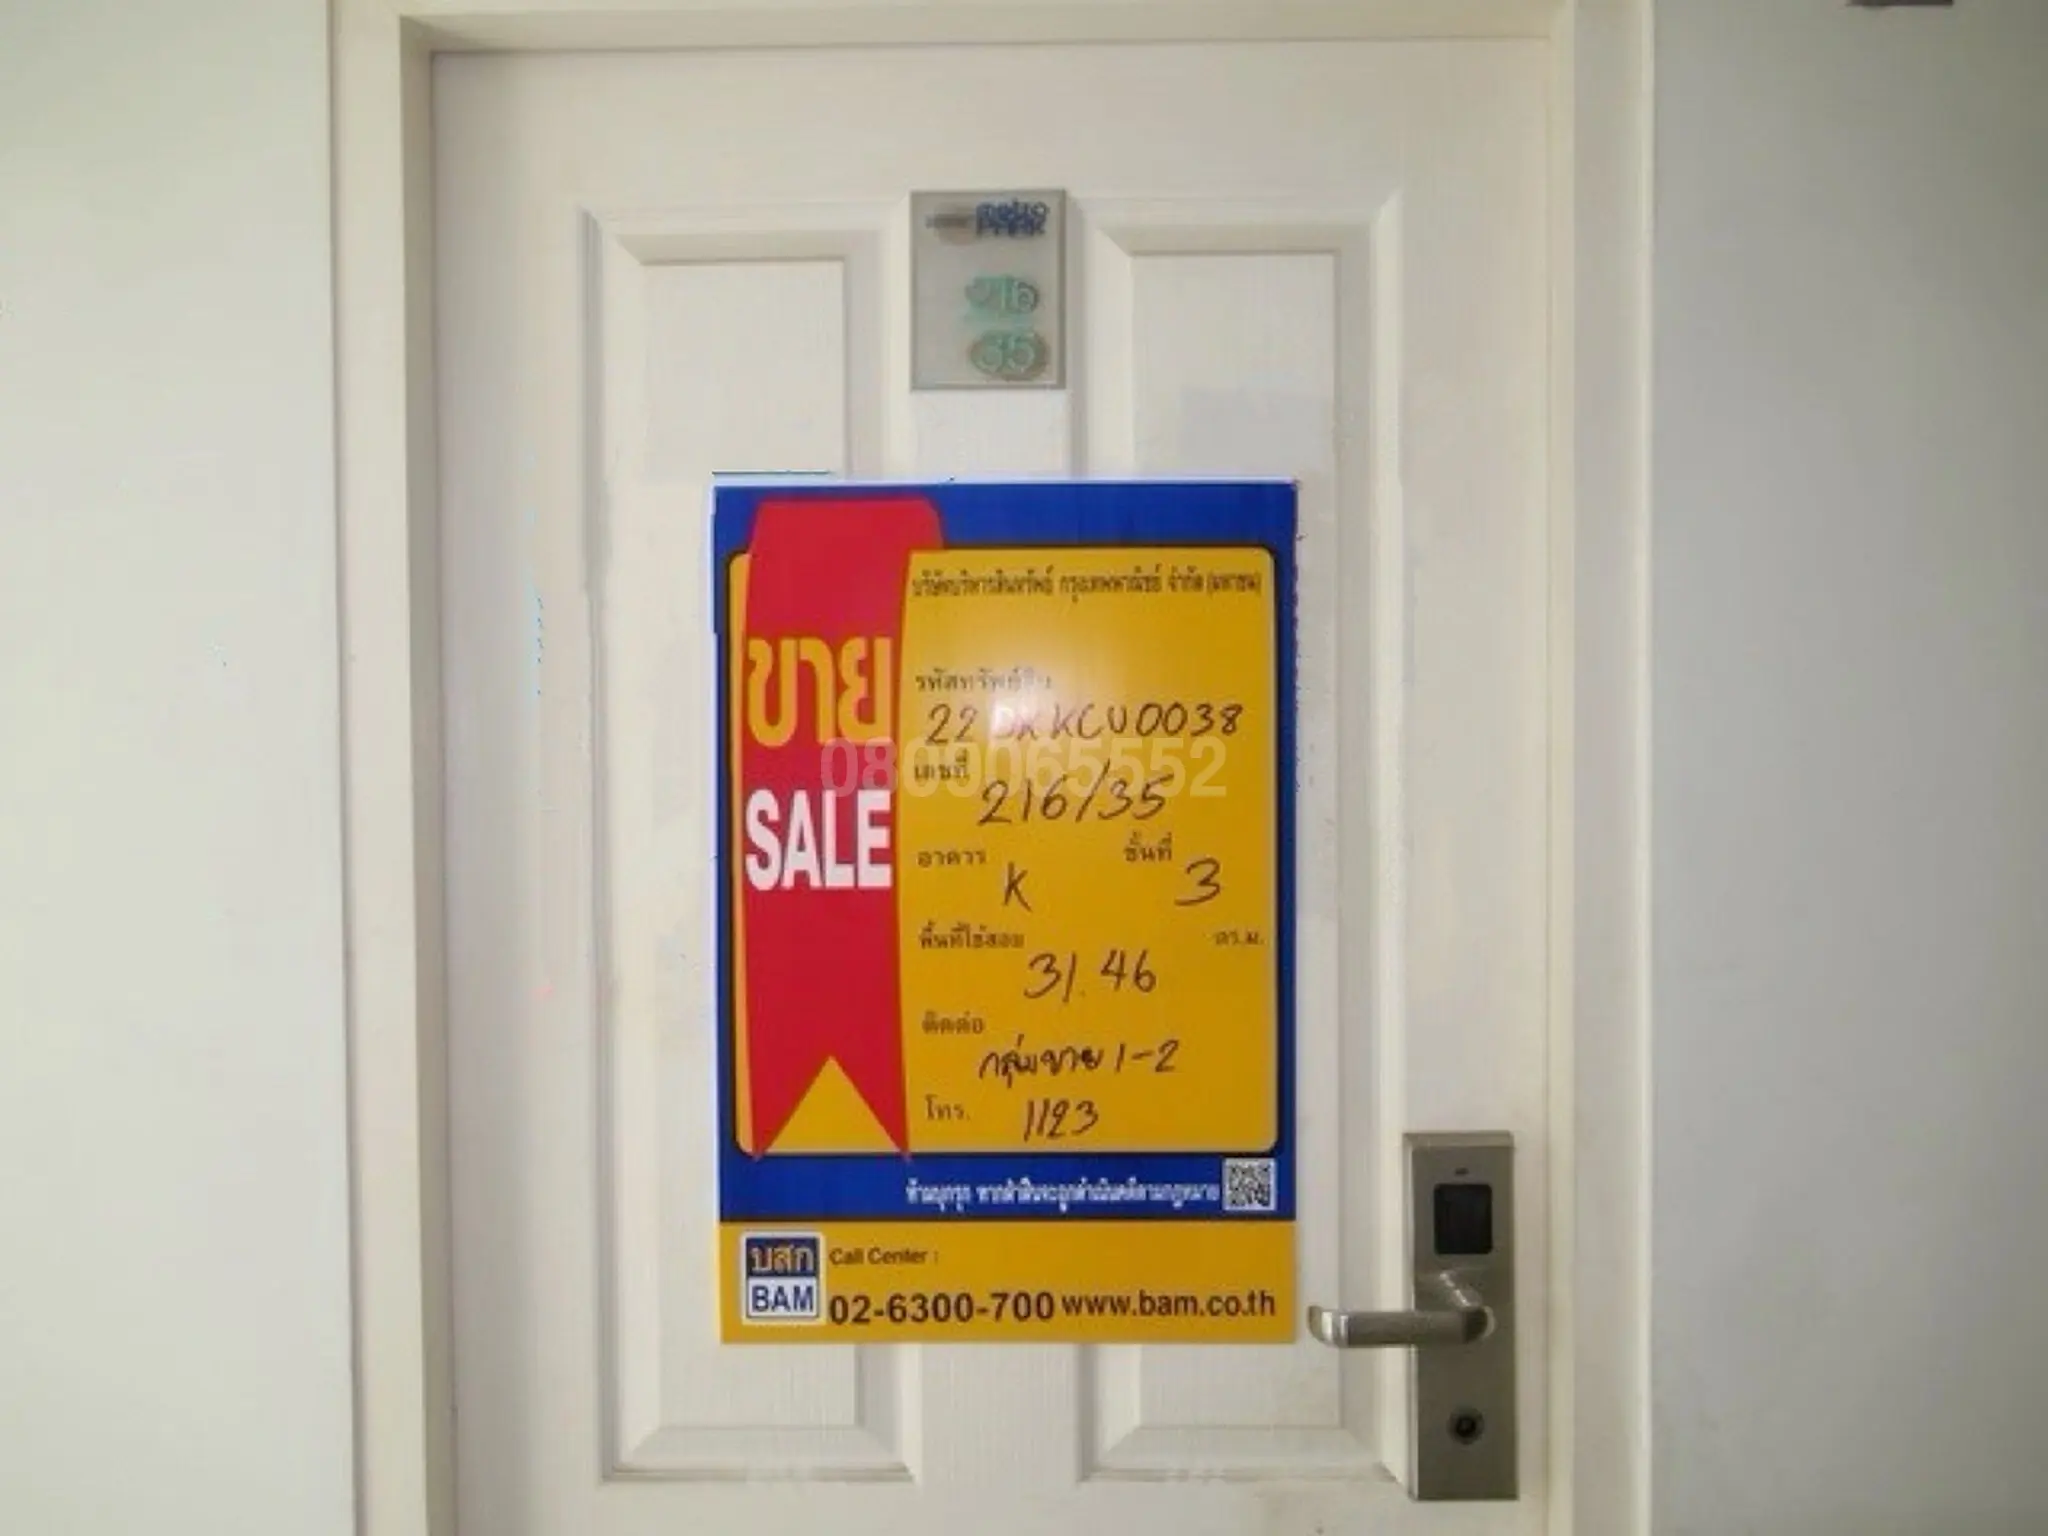 metro
PARK
216
35
บริษัทบริหารสินทรัพย์ กรุงเทพพาณิชย์ จำกัด (มหาชน)
ขาย
SALE
รหัสทรัพย์สิน
22 BKKCU0038
เลขที่
216/35
0809065552
อาคาร K ชั้นที่ 3
พื้นที่ใช้สอย 31.46 ตร.ม.
ติดต่อ
กลุ่มขาย 1-2
โทร. 1123
ห้ามบุกรุก หากฝ่าฝืนจะถูกดำเนินคดีตามกฎหมาย
บสก
BAM
Call Center :
02-6300-700 www.bam.co.th